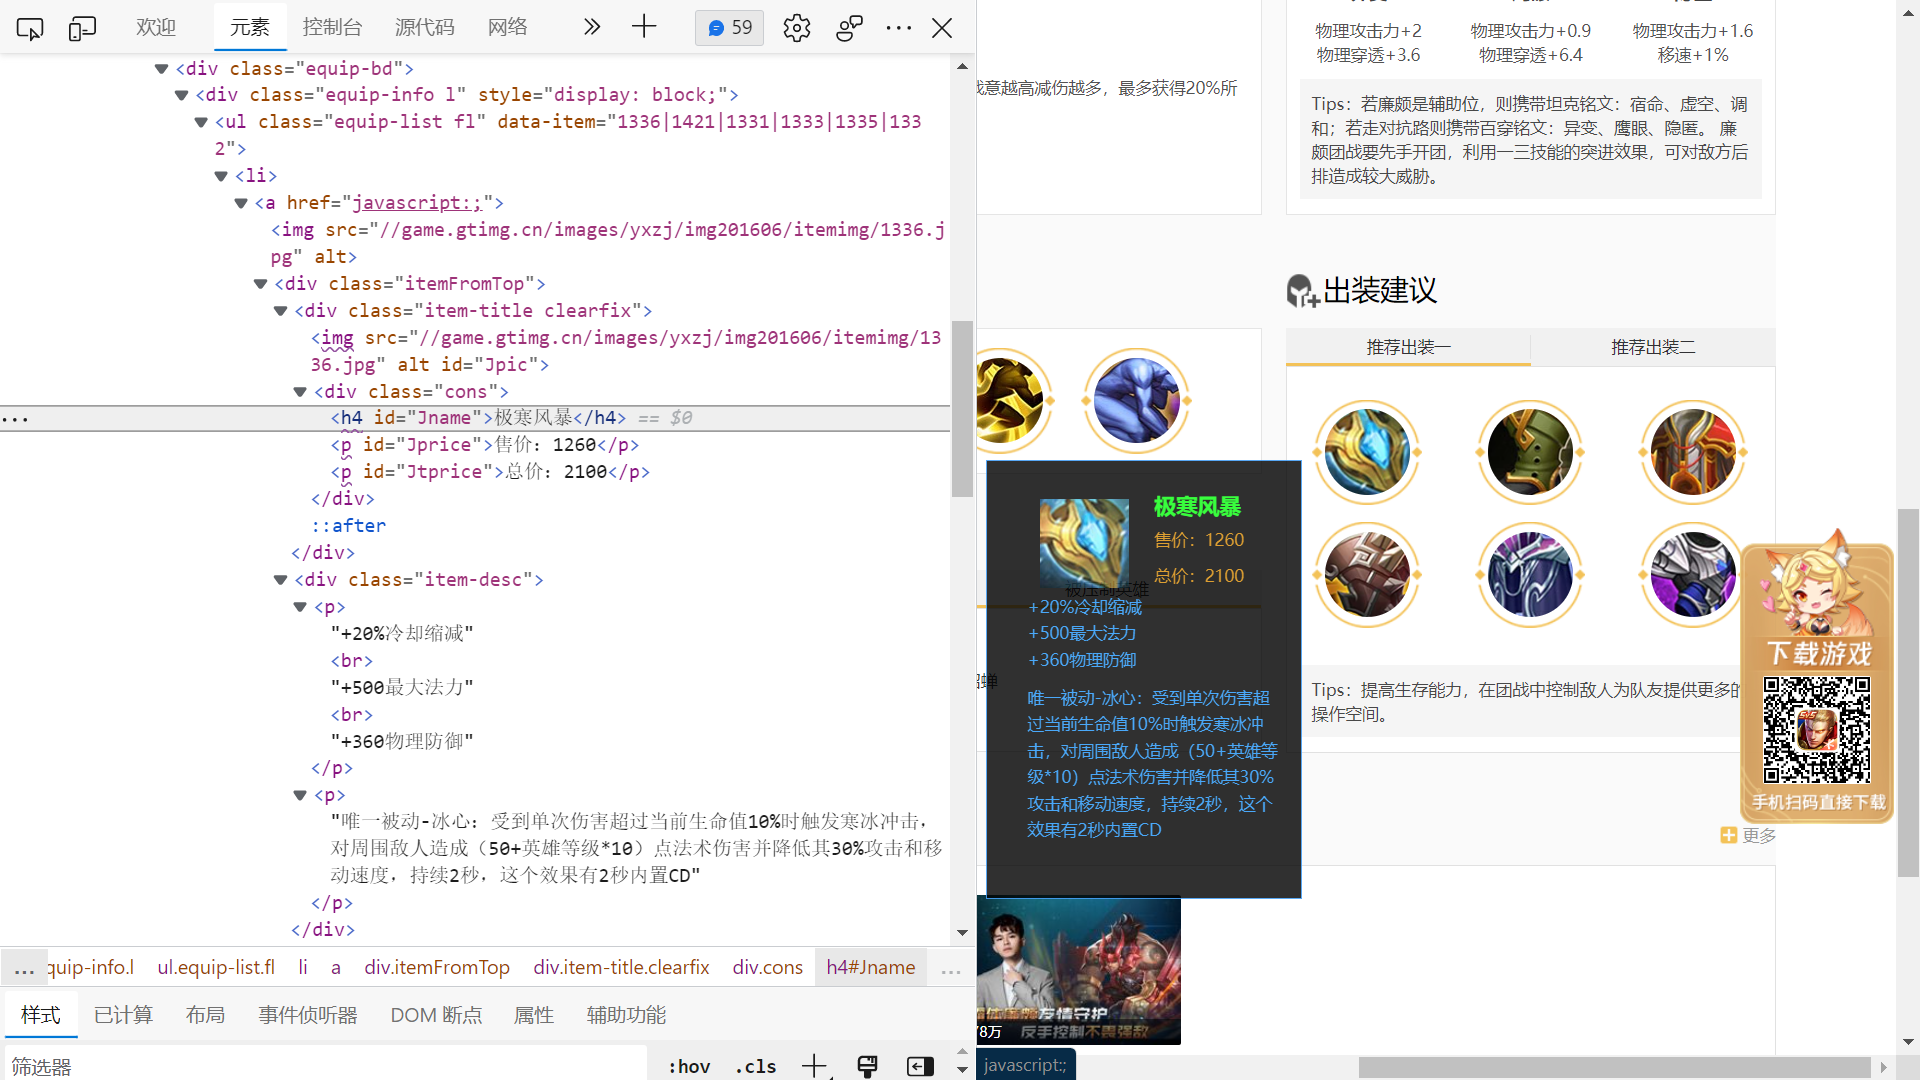 欢迎
元素
控制台
源代码
网络
59
<div class="equip-bd">
<div class="equip-info l" style="display: block;">
<ul class="equip-list fl" data-item="1336|1421|1331|1333|1335|133
2">
<li>
<a href="javascript:;">
<img src="//game.gtimg.cn/images/yxzj/img201606/itemimg/1336.j
pg" alt>
<div class="itemFromTop">
<div class="item-title clearfix">
<img src="//game.gtimg.cn/images/yxzj/img201606/itemimg/13
36.jpg" alt id="Jpic">
<div class="cons">
<h4 id="Jname">极寒风暴</h4> == $0
<p id="Jprice">售价：1260</p>
<p id="Jtprice">总价：2100</p>
</div>
::after
</div>
<div class="item-desc">
<p>
"+20%冷却缩减"
<br>
"+500最大法力"
<br>
"+360物理防御"
</p>
<p>
"唯一被动-冰心：受到单次伤害超过当前生命值10%时触发寒冰冲击，
对周围敌人造成（50+英雄等级*10）点法术伤害并降低其30%攻击和移
动速度，持续2秒，这个效果有2秒内置CD"
</p>
</div>
... quip-info.l ul.equip-list.fl li a div.itemFromTop div.item-title.clearfix div.cons h4#Jname ...
样式 已计算 布局 事件侦听器 DOM 断点 属性 辅助功能
筛选器
:hov .cls
物理攻击力+2
物理穿透+3.6
物理攻击力+0.9
物理穿透+6.4
物理攻击力+1.6
移速+1%
意越高减伤越多，最多获得20%所
Tips：若廉颇是辅助位，则携带坦克铭文：宿命、虚空、调
和；若走对抗路则携带百穿铭文：异变、鹰眼、隐匿。 廉
颇团战要先手开团，利用一三技能的突进效果，可对敌方后
排造成较大威胁。
出装建议
推荐出装一
推荐出装二
极寒风暴
售价：1260
总价：2100
被压制英雄
+20%冷却缩减
+500最大法力
+360物理防御
蝉
唯一被动-冰心：受到单次伤害超
过当前生命值10%时触发寒冰冲
击，对周围敌人造成（50+英雄等
级*10）点法术伤害并降低其30%
攻击和移动速度，持续2秒，这个
效果有2秒内置CD
Tips：提高生存能力，在团战中控制敌人为队友提供更多的
操作空间。
下载游戏
5v5
手机扫码直接下载
更多
友情守护
反手控制不畏强敌
8万
javascript:;